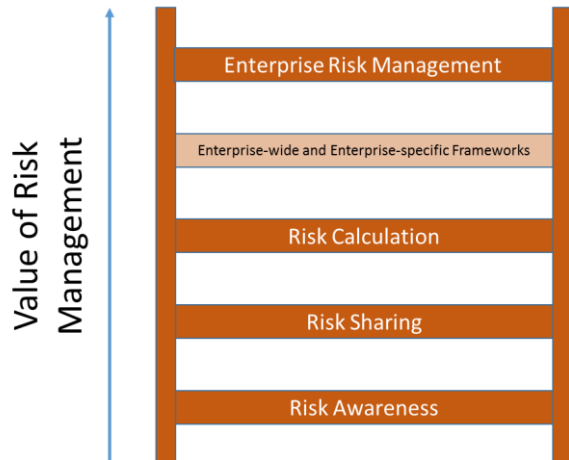 Value of Risk
Management
Enterprise Risk Management
Enterprise-wide and Enterprise-specific Frameworks
Risk Calculation
Risk Sharing
Risk Awareness